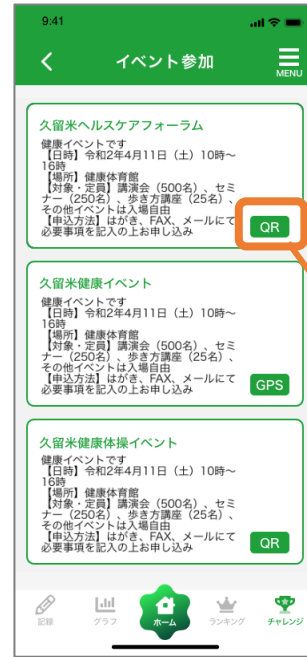 9:41
イベント参加
MENU
久留米ヘルスケアフォーラム
健康イベントです
【日時】令和2年4月11日（土）10時～
16時
【場所】健康体育館
【対象・定員】講演会（500名）、セミ
ナー（250名）、歩き方講座（25名）、
その他イベントは入場自由
【申込方法】はがき、FAX、メールにて
必要事項を記入の上お申し込み
QR
久留米健康イベント
健康イベントです
【日時】令和2年4月11日（土）10時～
16時
【場所】健康体育館
【対象・定員】講演会（500名）、セミ
ナー（250名）、歩き方講座（25名）、
その他イベントは入場自由
【申込方法】はがき、FAX、メールにて
必要事項を記入の上お申し込み
GPS
久留米健康体操イベント
健康イベントです
【日時】令和2年4月11日（土）10時～
16時
【場所】健康体育館
【対象・定員】講演会（500名）、セミ
ナー（250名）、歩き方講座（25名）、
その他イベントは入場自由
【申込方法】はがき、FAX、メールにて
必要事項を記入の上お申し込み
QR
記録
グラフ
ホーム
ランキング
チャレンジ